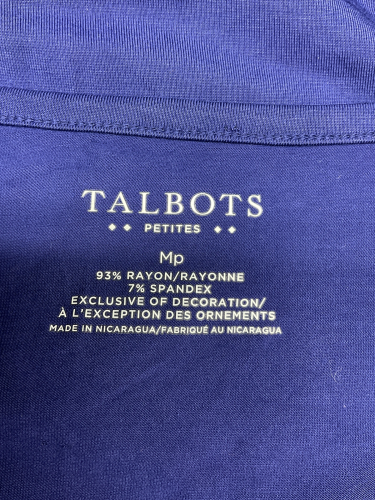 TALBOTS
PETITES
Mp
93% RAYON/RAYONNE
7% SPANDEX
EXCLUSIVE OF DECORATION/
À L'EXCEPTION DES ORNEMENTS
MADE IN NICARAGUA/FABRIQUÉ AU NICARAGUA